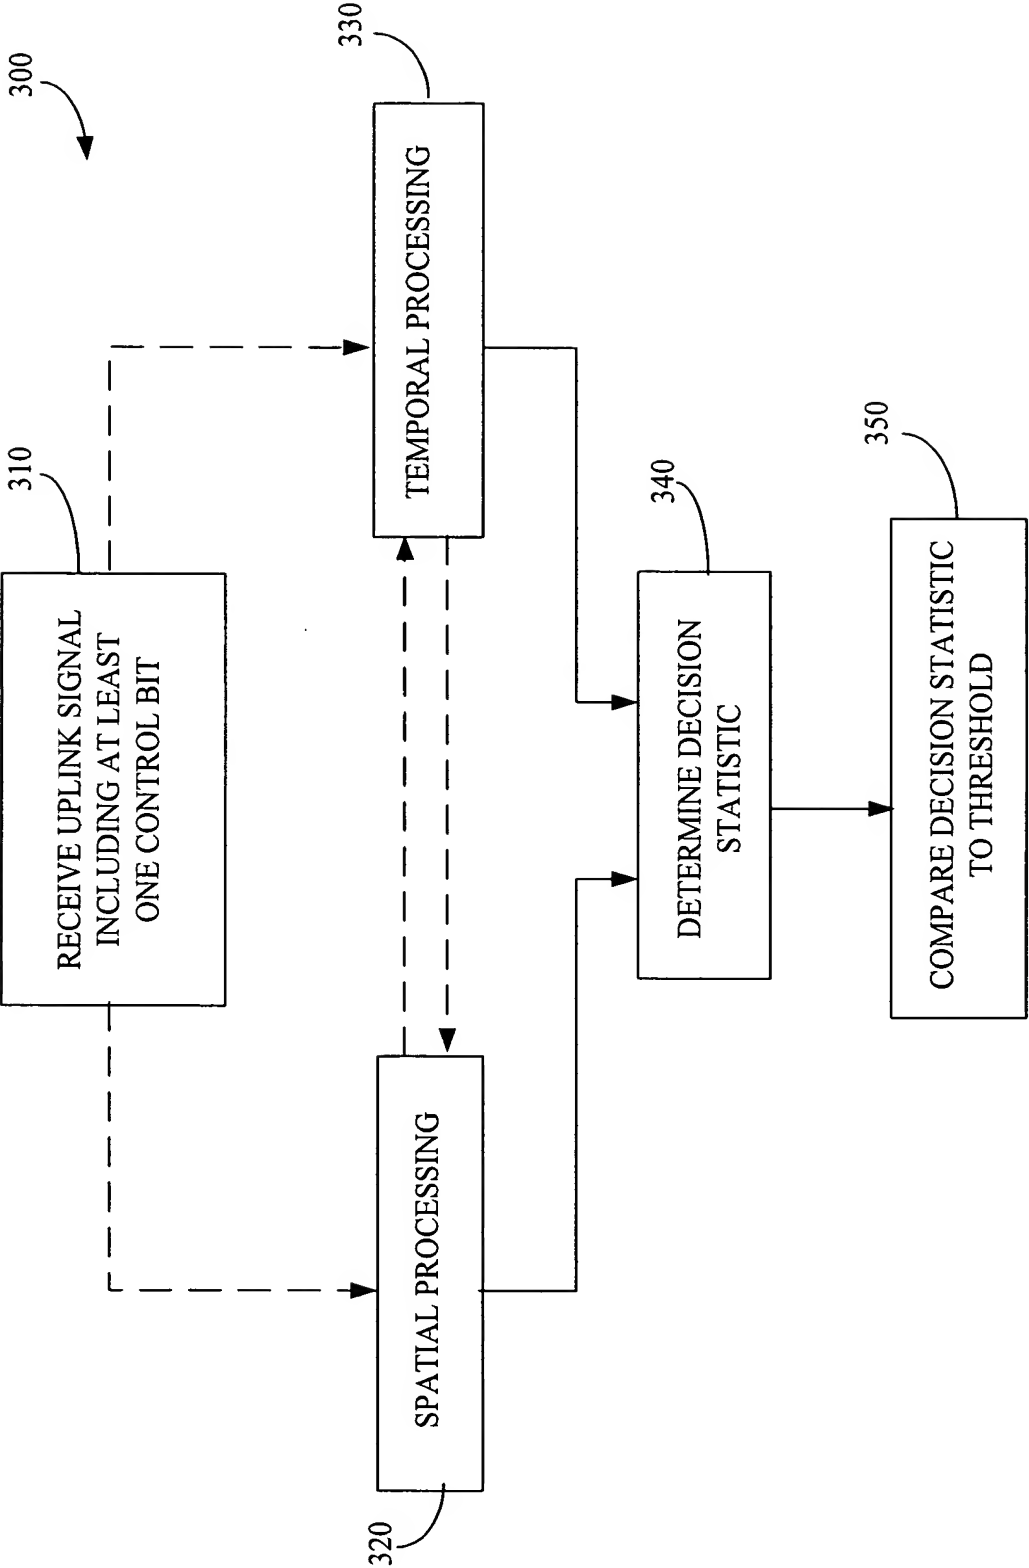 300
310
RECEIVE UPLINK SIGNAL
INCLUDING AT LEAST
ONE CONTROL BIT
320
SPATIAL PROCESSING
330
TEMPORAL PROCESSING
340
DETERMINE DECISION
STATISTIC
350
COMPARE DECISION STATISTIC
TO THRESHOLD